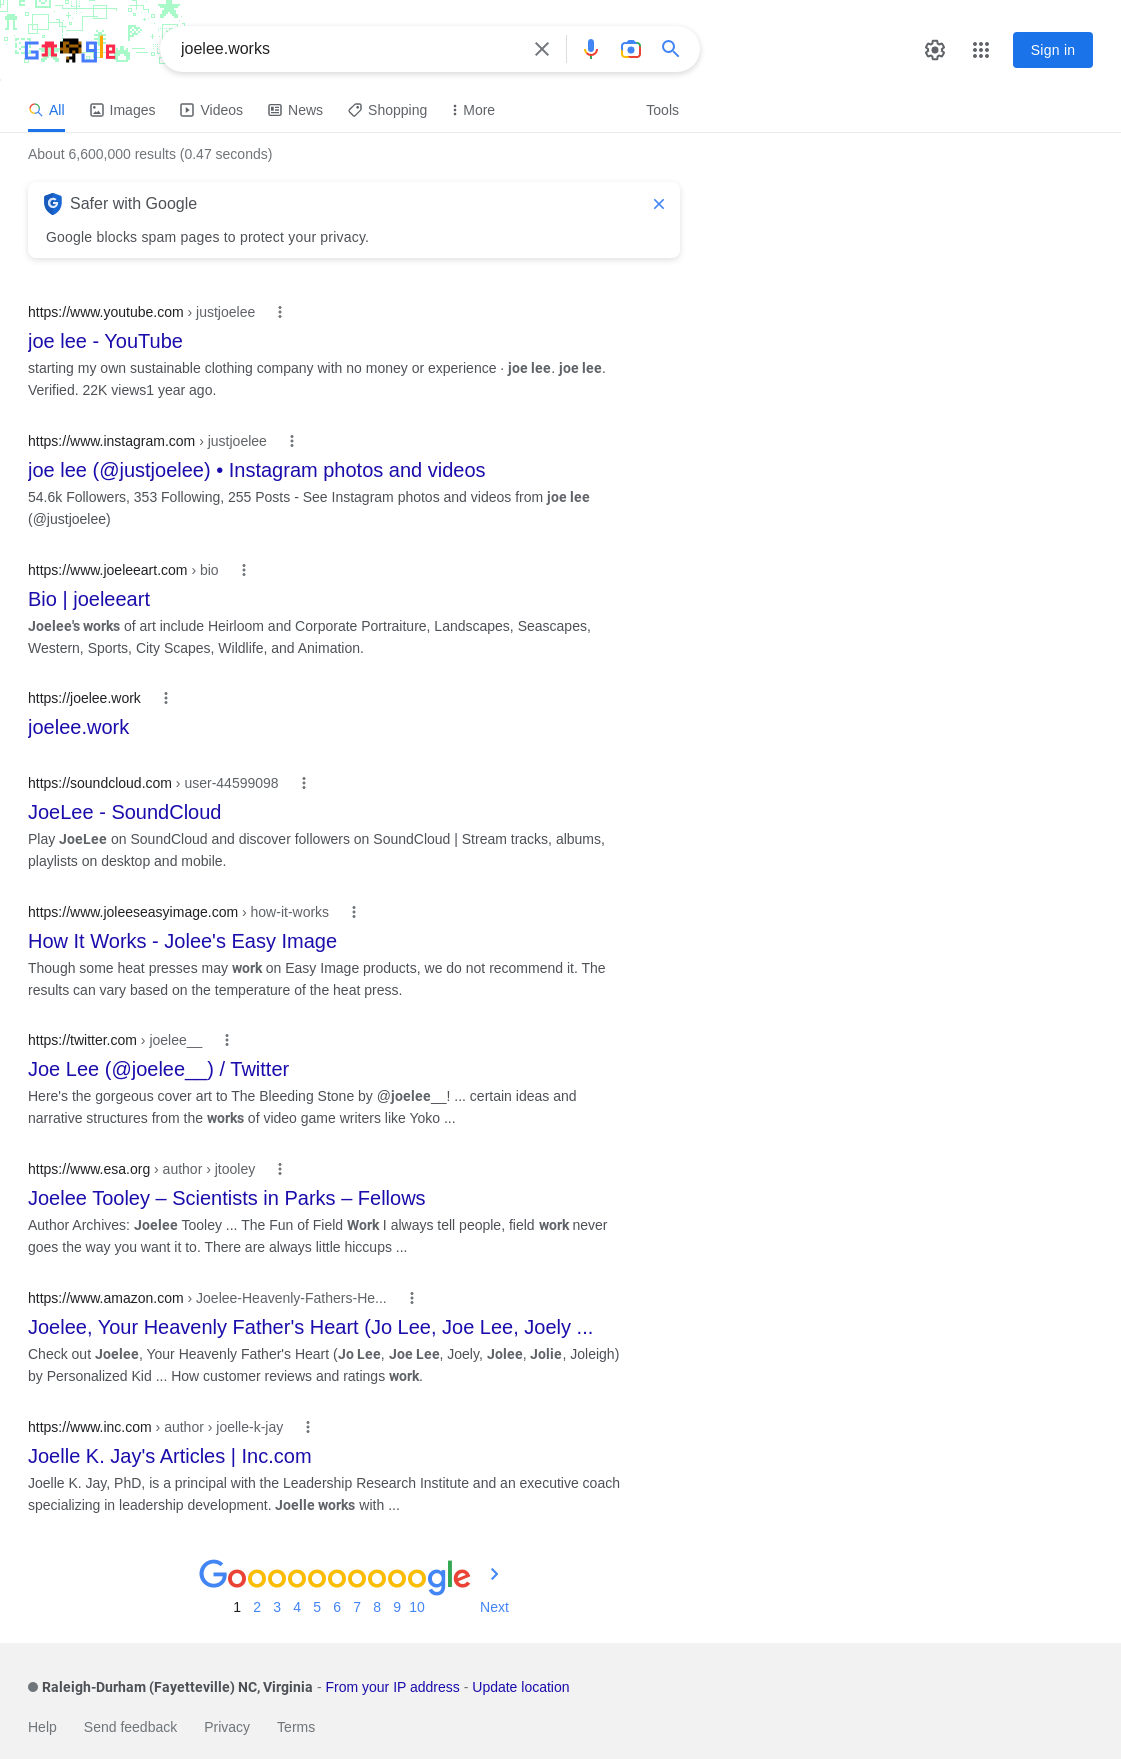 Google
joelee.works
Sign in
All
Images
Videos
News
Shopping
More
Tools
About 6,600,000 results (0.47 seconds)
Safer with Google
Google blocks spam pages to protect your privacy.
https://www.youtube.com › justjoelee
joe lee - YouTube
starting my own sustainable clothing company with no money or experience · joe lee. joe lee.
Verified. 22K views1 year ago.
https://www.instagram.com › justjoelee
joe lee (@justjoelee) • Instagram photos and videos
54.6k Followers, 353 Following, 255 Posts - See Instagram photos and videos from joe lee
(@justjoelee)
https://www.joeleeart.com › bio
Bio | joeleeart
Joelee's works of art include Heirloom and Corporate Portraiture, Landscapes, Seascapes,
Western, Sports, City Scapes, Wildlife, and Animation.
https://joelee.work
joelee.work
https://soundcloud.com › user-44599098
JoeLee - SoundCloud
Play JoeLee on SoundCloud and discover followers on SoundCloud | Stream tracks, albums,
playlists on desktop and mobile.
https://www.joleeseasyimage.com › how-it-works
How It Works - Jolee's Easy Image
Though some heat presses may work on Easy Image products, we do not recommend it. The
results can vary based on the temperature of the heat press.
https://twitter.com › joelee__
Joe Lee (@joelee__) / Twitter
Here's the gorgeous cover art to The Bleeding Stone by @joelee__! ... certain ideas and
narrative structures from the works of video game writers like Yoko ...
https://www.esa.org › author › jtooley
Joelee Tooley – Scientists in Parks – Fellows
Author Archives: Joelee Tooley ... The Fun of Field Work I always tell people, field work never
goes the way you want it to. There are always little hiccups ...
https://www.amazon.com › Joelee-Heavenly-Fathers-He...
Joelee, Your Heavenly Father's Heart (Jo Lee, Joe Lee, Joely ...
Check out Joelee, Your Heavenly Father's Heart (Jo Lee, Joe Lee, Joely, Jolee, Jolie, Joleigh)
by Personalized Kid ... How customer reviews and ratings work.
https://www.inc.com › author › joelle-k-jay
Joelle K. Jay's Articles | Inc.com
Joelle K. Jay, PhD, is a principal with the Leadership Research Institute and an executive coach
specializing in leadership development. Joelle works with ...
Goooooooooogle
1 2 3 4 5 6 7 8 9 10 Next
Raleigh-Durham (Fayetteville) NC, Virginia - From your IP address - Update location
Help Send feedback Privacy Terms